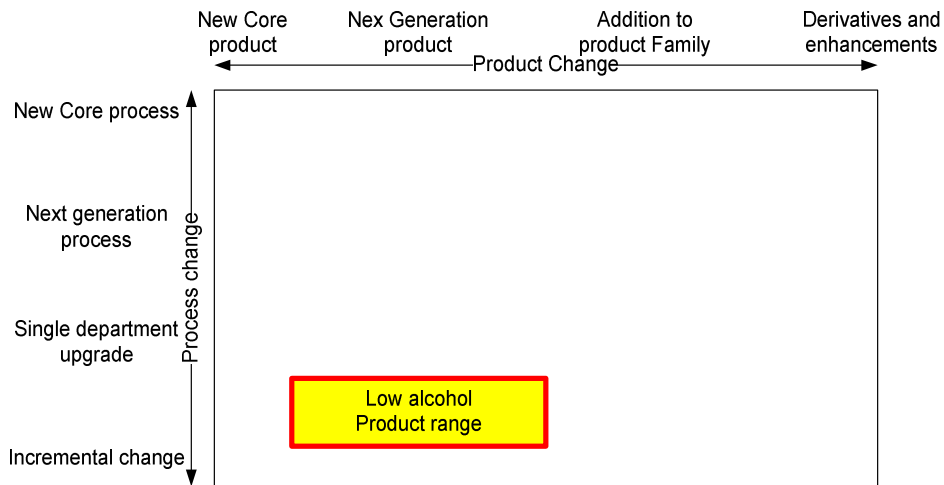 New Core
product
Nex Generation
product
Addition to
product Family
Derivatives and
enhancements
Product Change
New Core process
Next generation
process
Process change
Single department
upgrade
Low alcohol
Product range
Incremental change